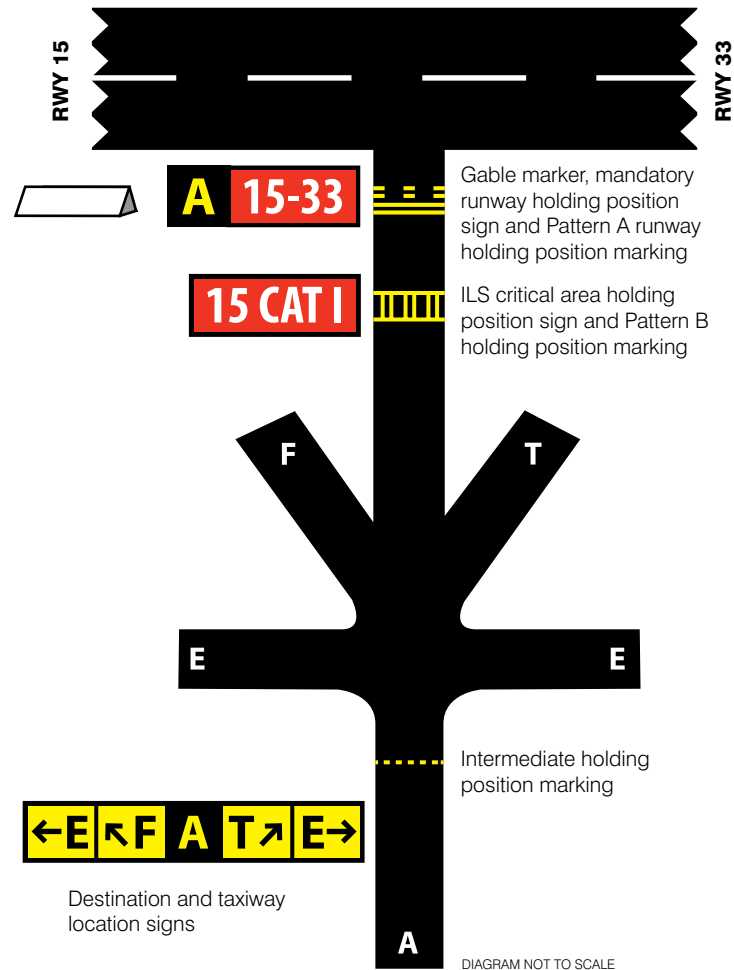 RWY 15
RWY 33
A 15-33
Gable marker, mandatory
runway holding position
sign and Pattern A runway
holding position marking
15 CAT I
ILS critical area holding
position sign and Pattern B
holding position marking
F
T
E
E
Intermediate holding
position marking
←E ↖F A T↗ E→
Destination and taxiway
location signs
A
DIAGRAM NOT TO SCALE